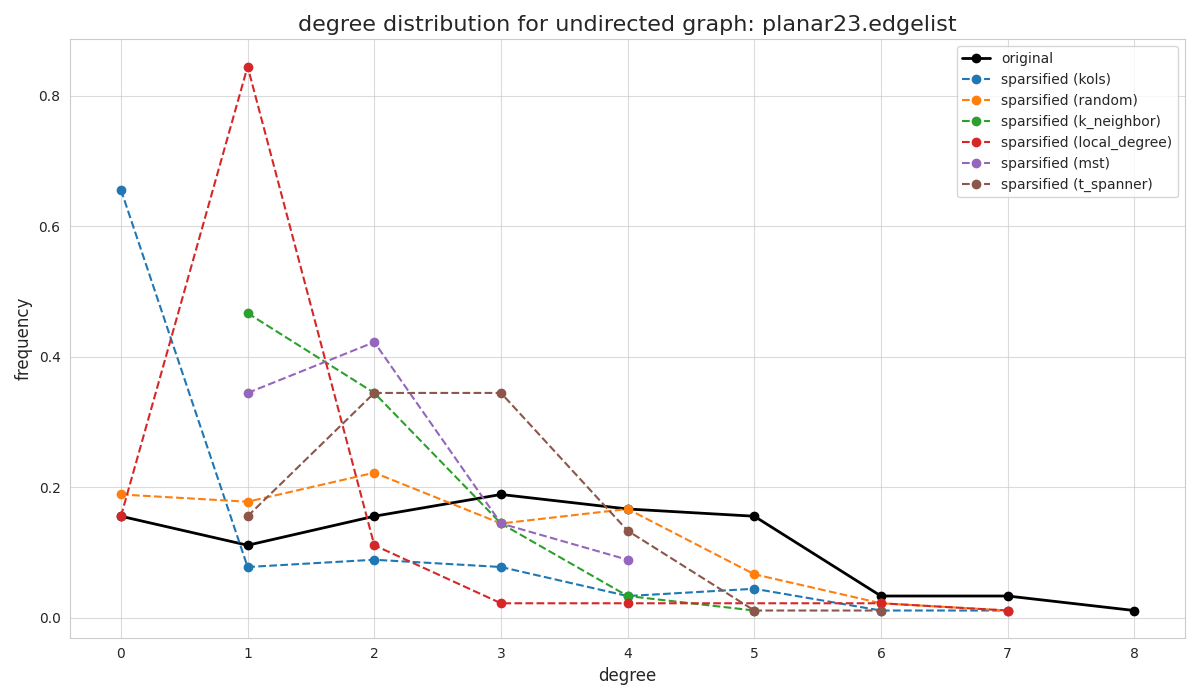 degree distribution for undirected graph: planar23.edgelist
original
sparsified (kols)
sparsified (random)
sparsified (k_neighbor)
sparsified (local_degree)
sparsified (mst)
sparsified (t_spanner)
frequency
0.8
0.6
0.4
0.2
0.0
0 1 2 3 4 5 6 7 8
degree